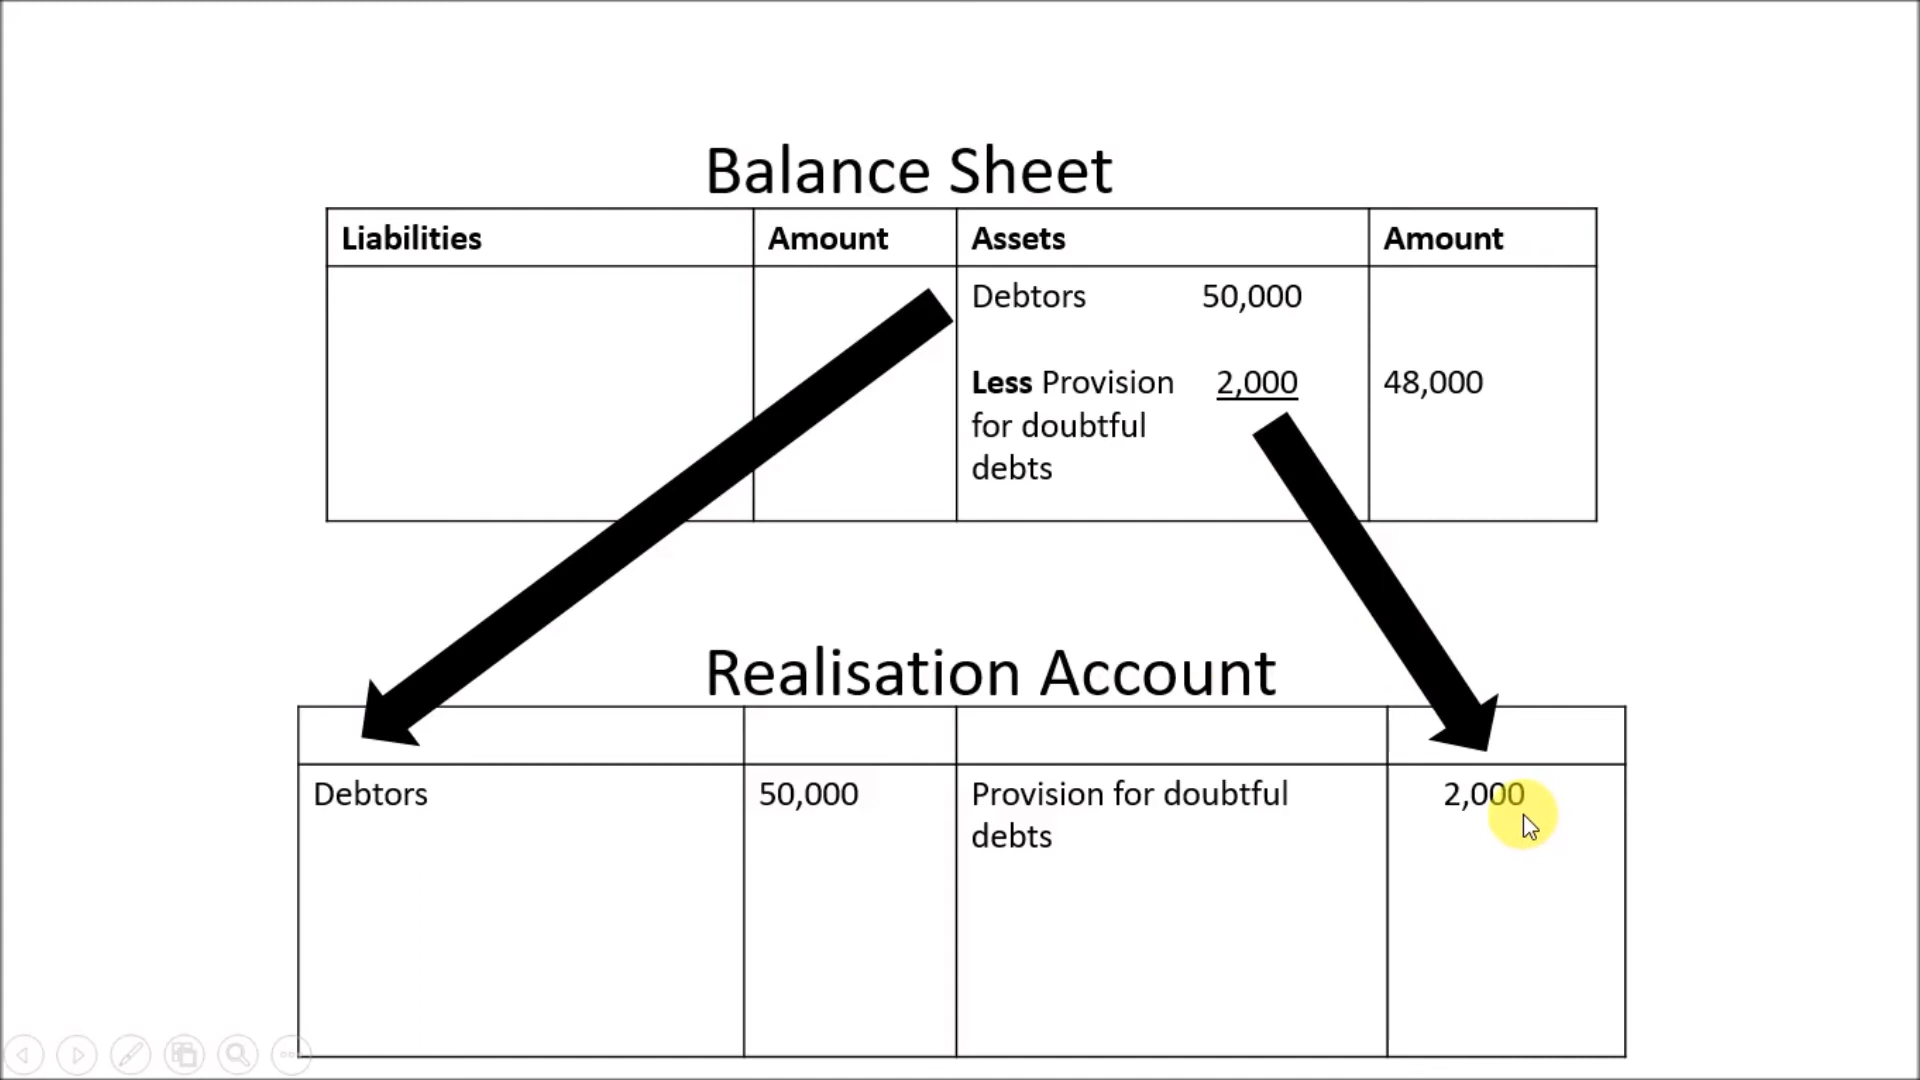 Balance Sheet
Liabilities Amount Assets Amount
Debtors 50,000
Less Provision 2,000 48,000
for doubtful
debts
Realisation Account
Debtors 50,000 Provision for doubtful 2,000
debts